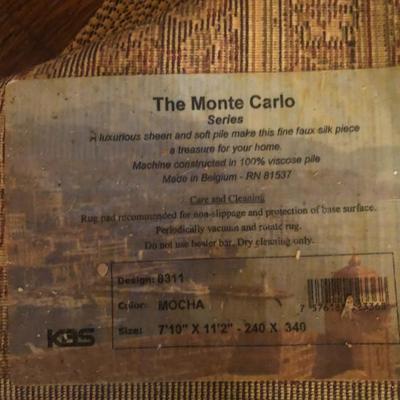 The Monte Carlo
Series
A luxurious sheen and soft pile make this fine faux silk piece
a treasure for your home.
Machine constructed in 100% viscose pile
Made in Belgium - RN 81537
Care and Cleaning
Rug pad recommended for non-slippage and protection of base surface.
Periodically vacuum and rotate rug.
Do not use beater bar. Dry cleaning only.
Design: 8311
Color: MOCHA
Size: 7'10" X 11'2" - 240 X 340
KAS